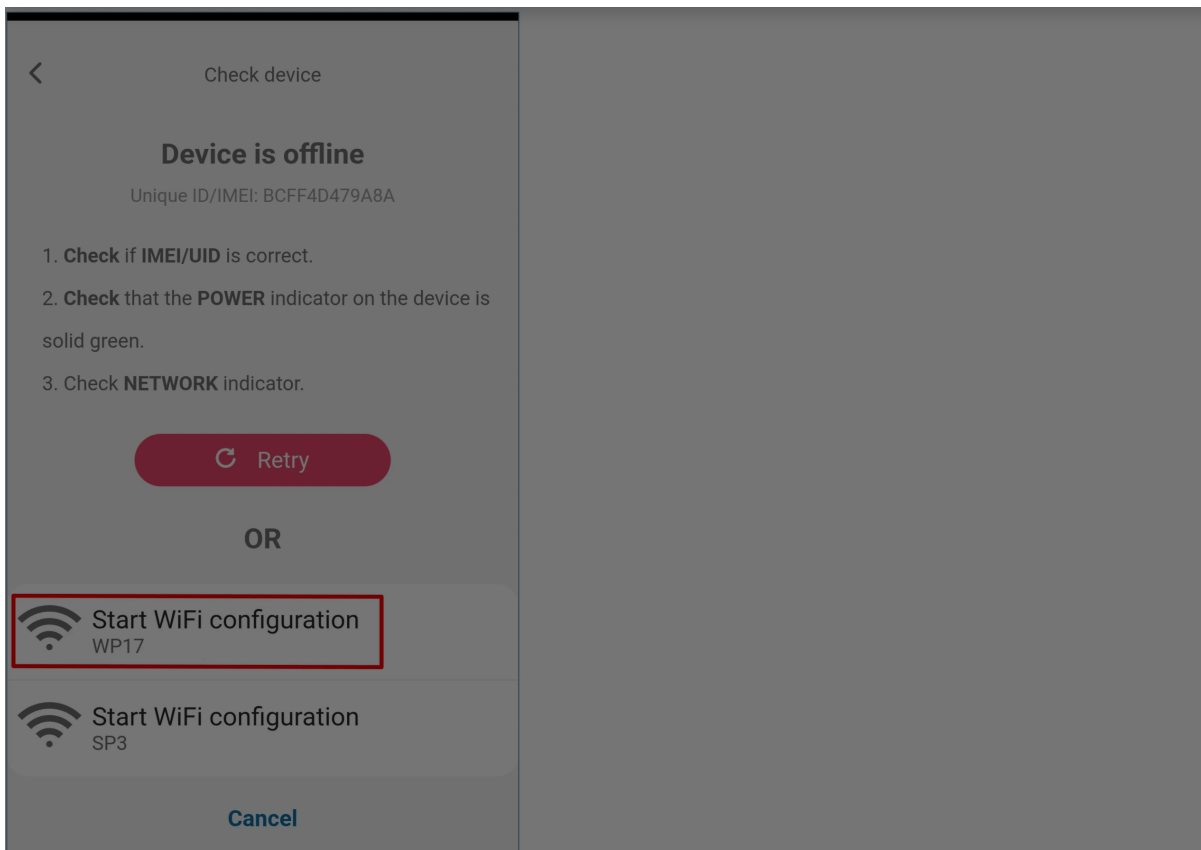 Check device
Device is offline
Unique ID/IMEI: BCFF4D479A8A
1. Check if IMEI/UID is correct.
2. Check that the POWER indicator on the device is
solid green.
3. Check NETWORK indicator.
Retry
OR
Start WiFi configuration
WP17
Start WiFi configuration
SP3
Cancel